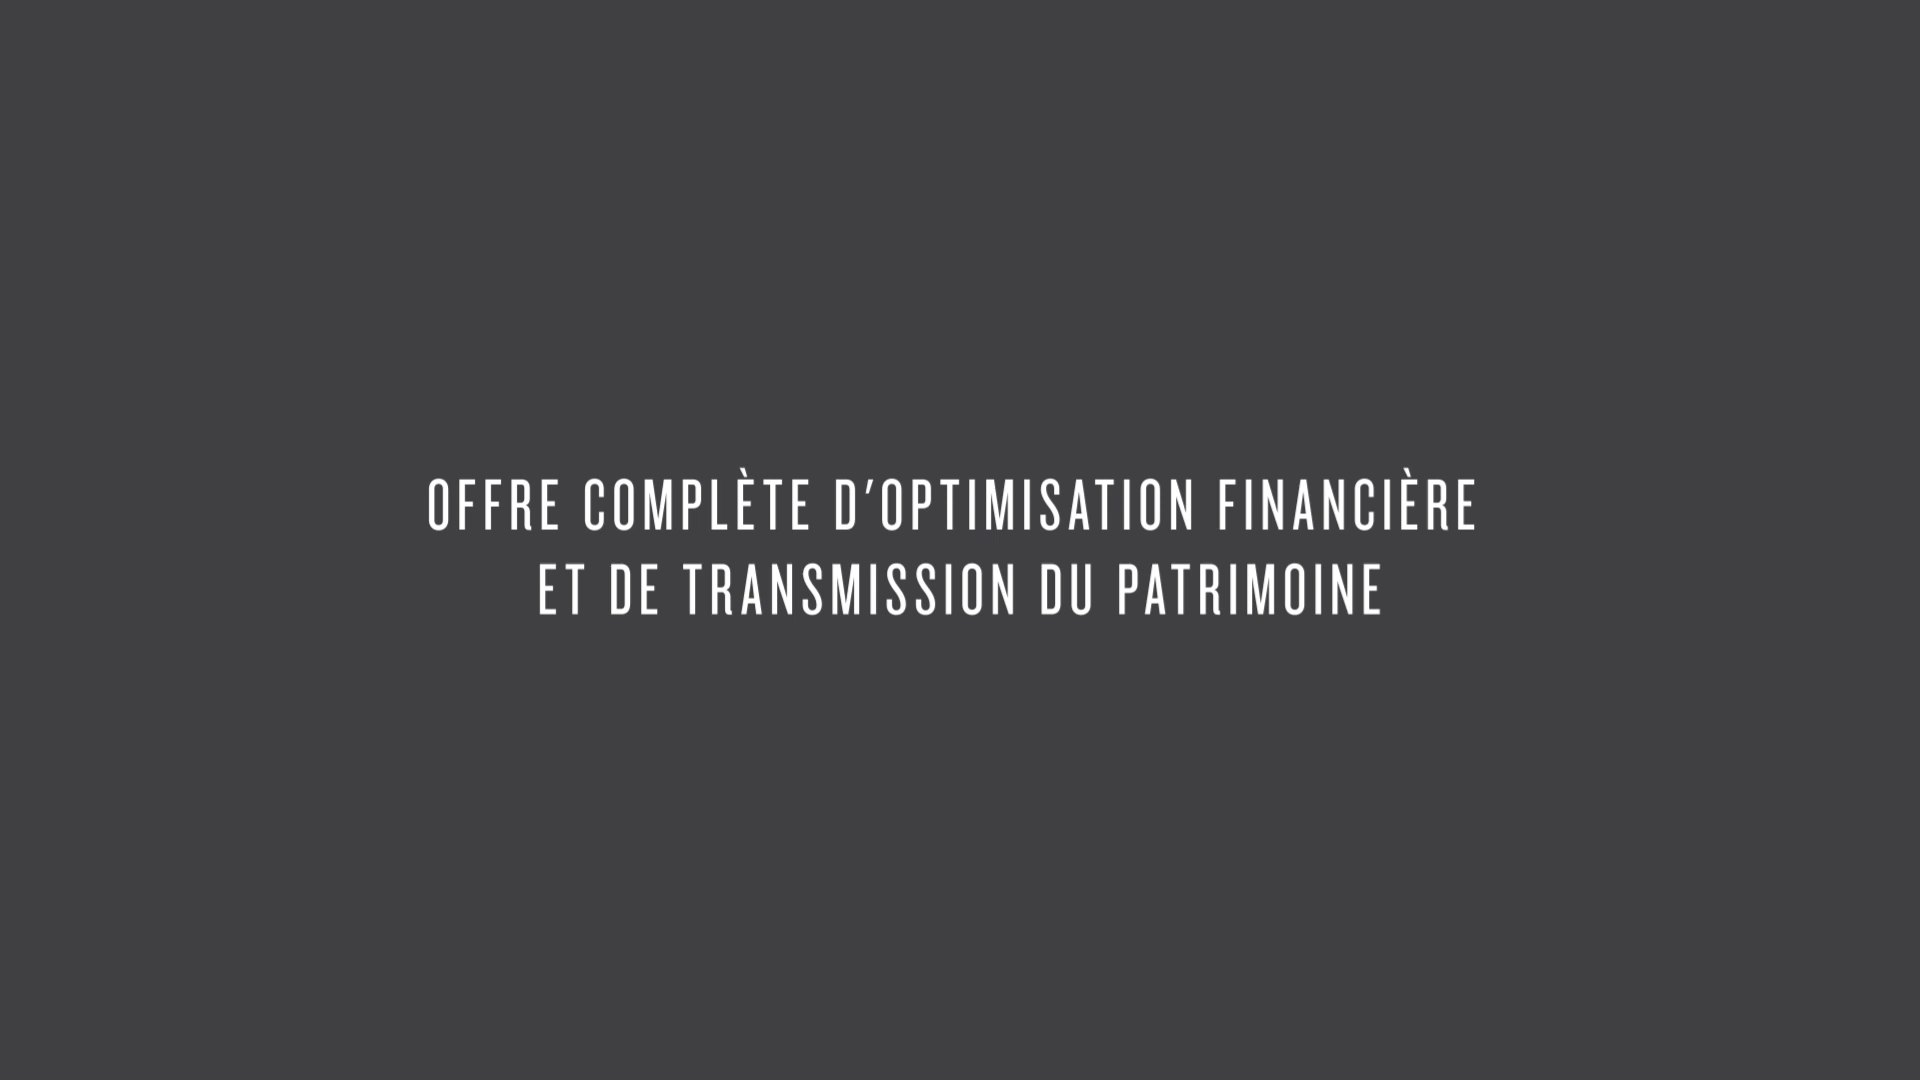 OFFRE COMPLÈTE D'OPTIMISATION FINANCIÈRE
ET DE TRANSMISSION DU PATRIMOINE